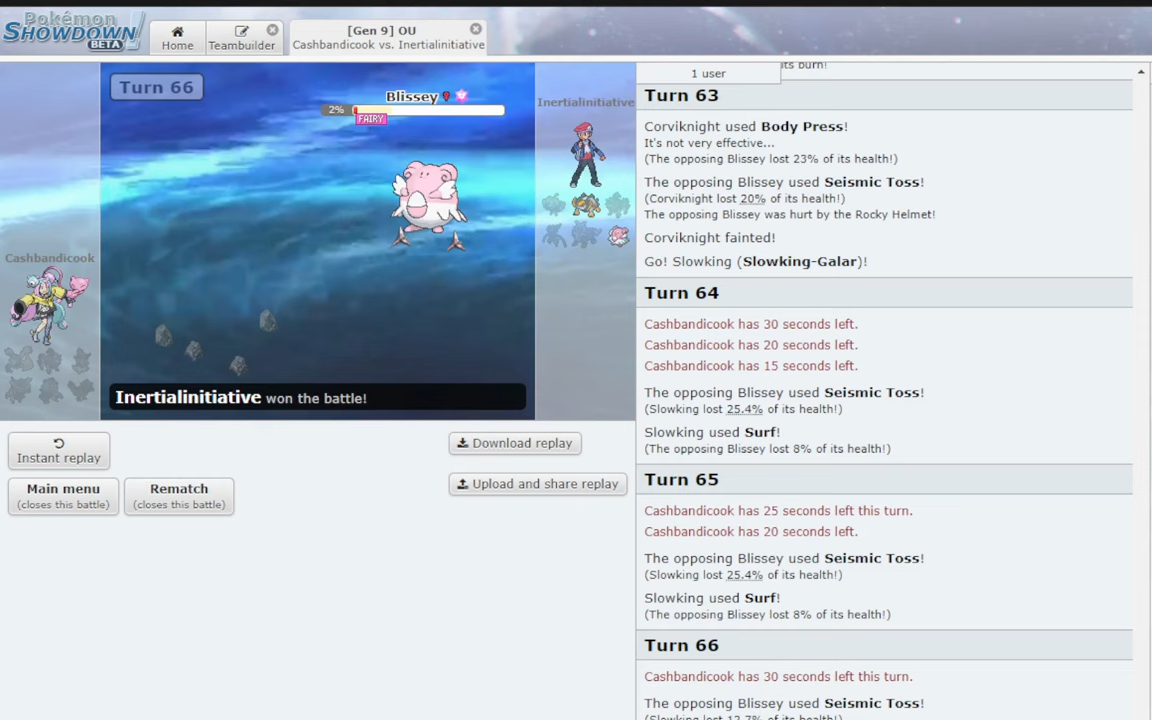 Pokémon
SHOWDOWN!
BETA
Home
Teambuilder
[Gen 9] OU
Cashbandicook vs. Inertialinitiative
1 user
its burn!
Turn 66
Blissey
2%
FAIRY
Inertialinitiative
Cashbandicook
Inertialinitiative won the battle!
Instant replay
Download replay
Main menu
(closes this battle)
Rematch
(closes this battle)
Upload and share replay
Turn 63
Corviknight used Body Press!
It's not very effective...
(The opposing Blissey lost 23% of its health!)
The opposing Blissey used Seismic Toss!
(Corviknight lost 20% of its health!)
The opposing Blissey was hurt by the Rocky Helmet!
Corviknight fainted!
Go! Slowking (Slowking-Galar)!
Turn 64
Cashbandicook has 30 seconds left.
Cashbandicook has 20 seconds left.
Cashbandicook has 15 seconds left.
The opposing Blissey used Seismic Toss!
(Slowking lost 25.4% of its health!)
Slowking used Surf!
(The opposing Blissey lost 8% of its health!)
Turn 65
Cashbandicook has 25 seconds left this turn.
Cashbandicook has 20 seconds left.
The opposing Blissey used Seismic Toss!
(Slowking lost 25.4% of its health!)
Slowking used Surf!
(The opposing Blissey lost 8% of its health!)
Turn 66
Cashbandicook has 30 seconds left this turn.
The opposing Blissey used Seismic Toss!
(Slowking lost 12.7% of its health!)